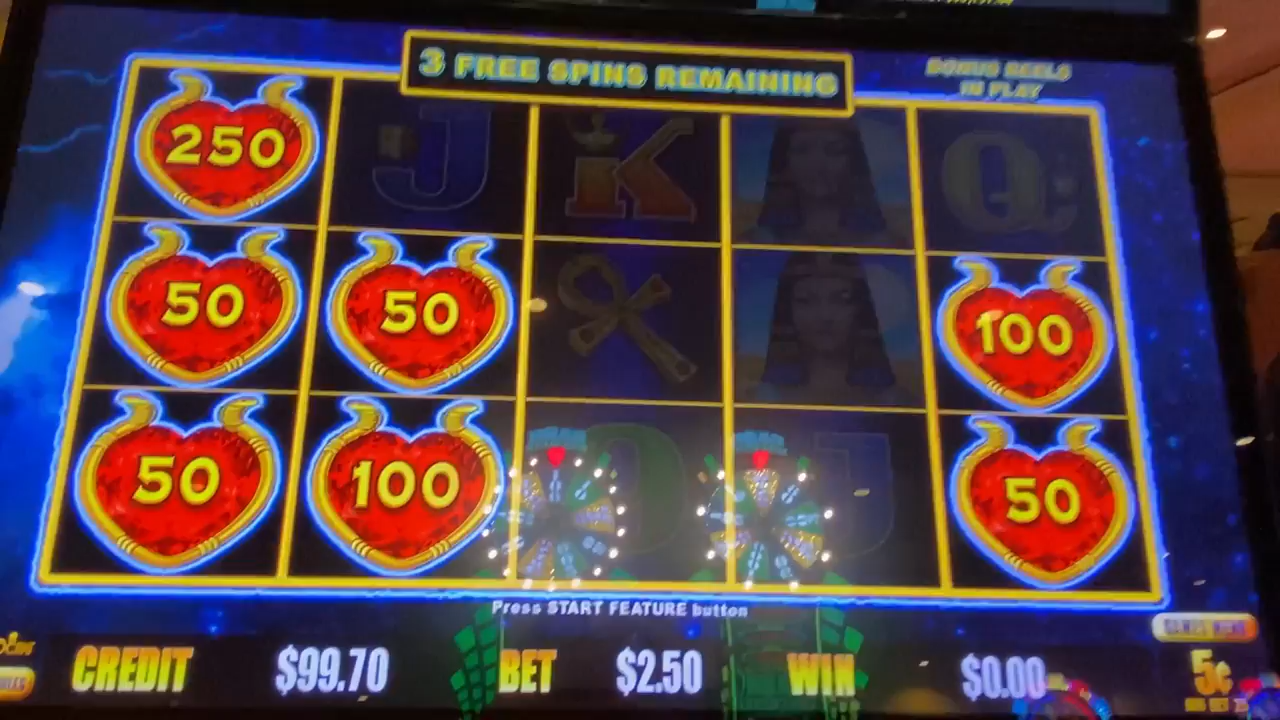 3 FREE SPINS REMAINING
BONUS REELS
IN PLAY
250 J K Q
50 50 100
50 100 J 50
Press START FEATURE button
CREDIT $99.70 BET $2.50 WIN $0.00 5¢